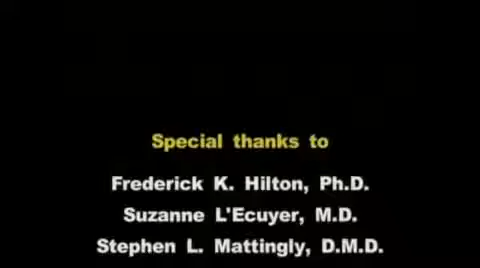 Special thanks to
Frederick K. Hilton, Ph.D.
Suzanne L'Ecuyer, M.D.
Stephen L. Mattingly, D.M.D.